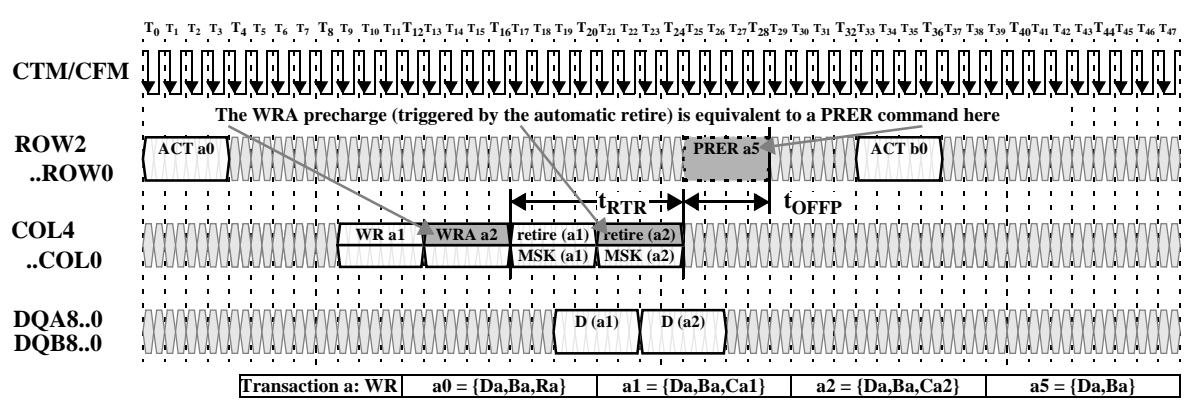 T0 T1 T2 T3 T4 T5 T6 T7 T8 T9 T10 T11 T12 T13 T14 T15 T16 T17 T18 T19 T20 T21 T22 T23 T24 T25 T26 T27 T28 T29 T30 T31 T32 T33 T34 T35 T36 T37 T38 T39 T40 T41 T42 T43 T44 T45 T46 T47
CTM/CFM
The WRA precharge (triggered by the automatic retire) is equivalent to a PRER command here
ROW2
..ROW0
ACT a0
PRER a5
ACT b0
tRTR
tOFFP
COL4
..COL0
WR a1
WRA a2
retire (a1)
retire (a2)
MSK (a1)
MSK (a2)
DQA8..0
DQB8..0
D (a1)
D (a2)
Transaction a: WR
a0 = {Da,Ba,Ra}
a1 = {Da,Ba,Ca1}
a2 = {Da,Ba,Ca2}
a5 = {Da,Ba}